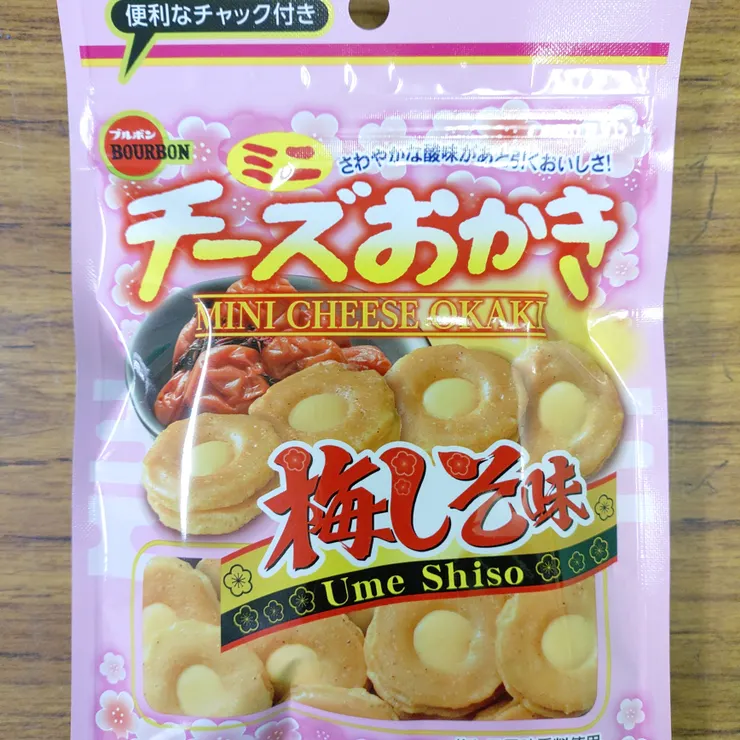 便利なチャック付き
ブルボン
BOURBON
ミニ
さわやかな酸味があと引くおいしさ!
チーズおかき
MINI CHEESE OKAKI
梅しそ味
Ume Shiso